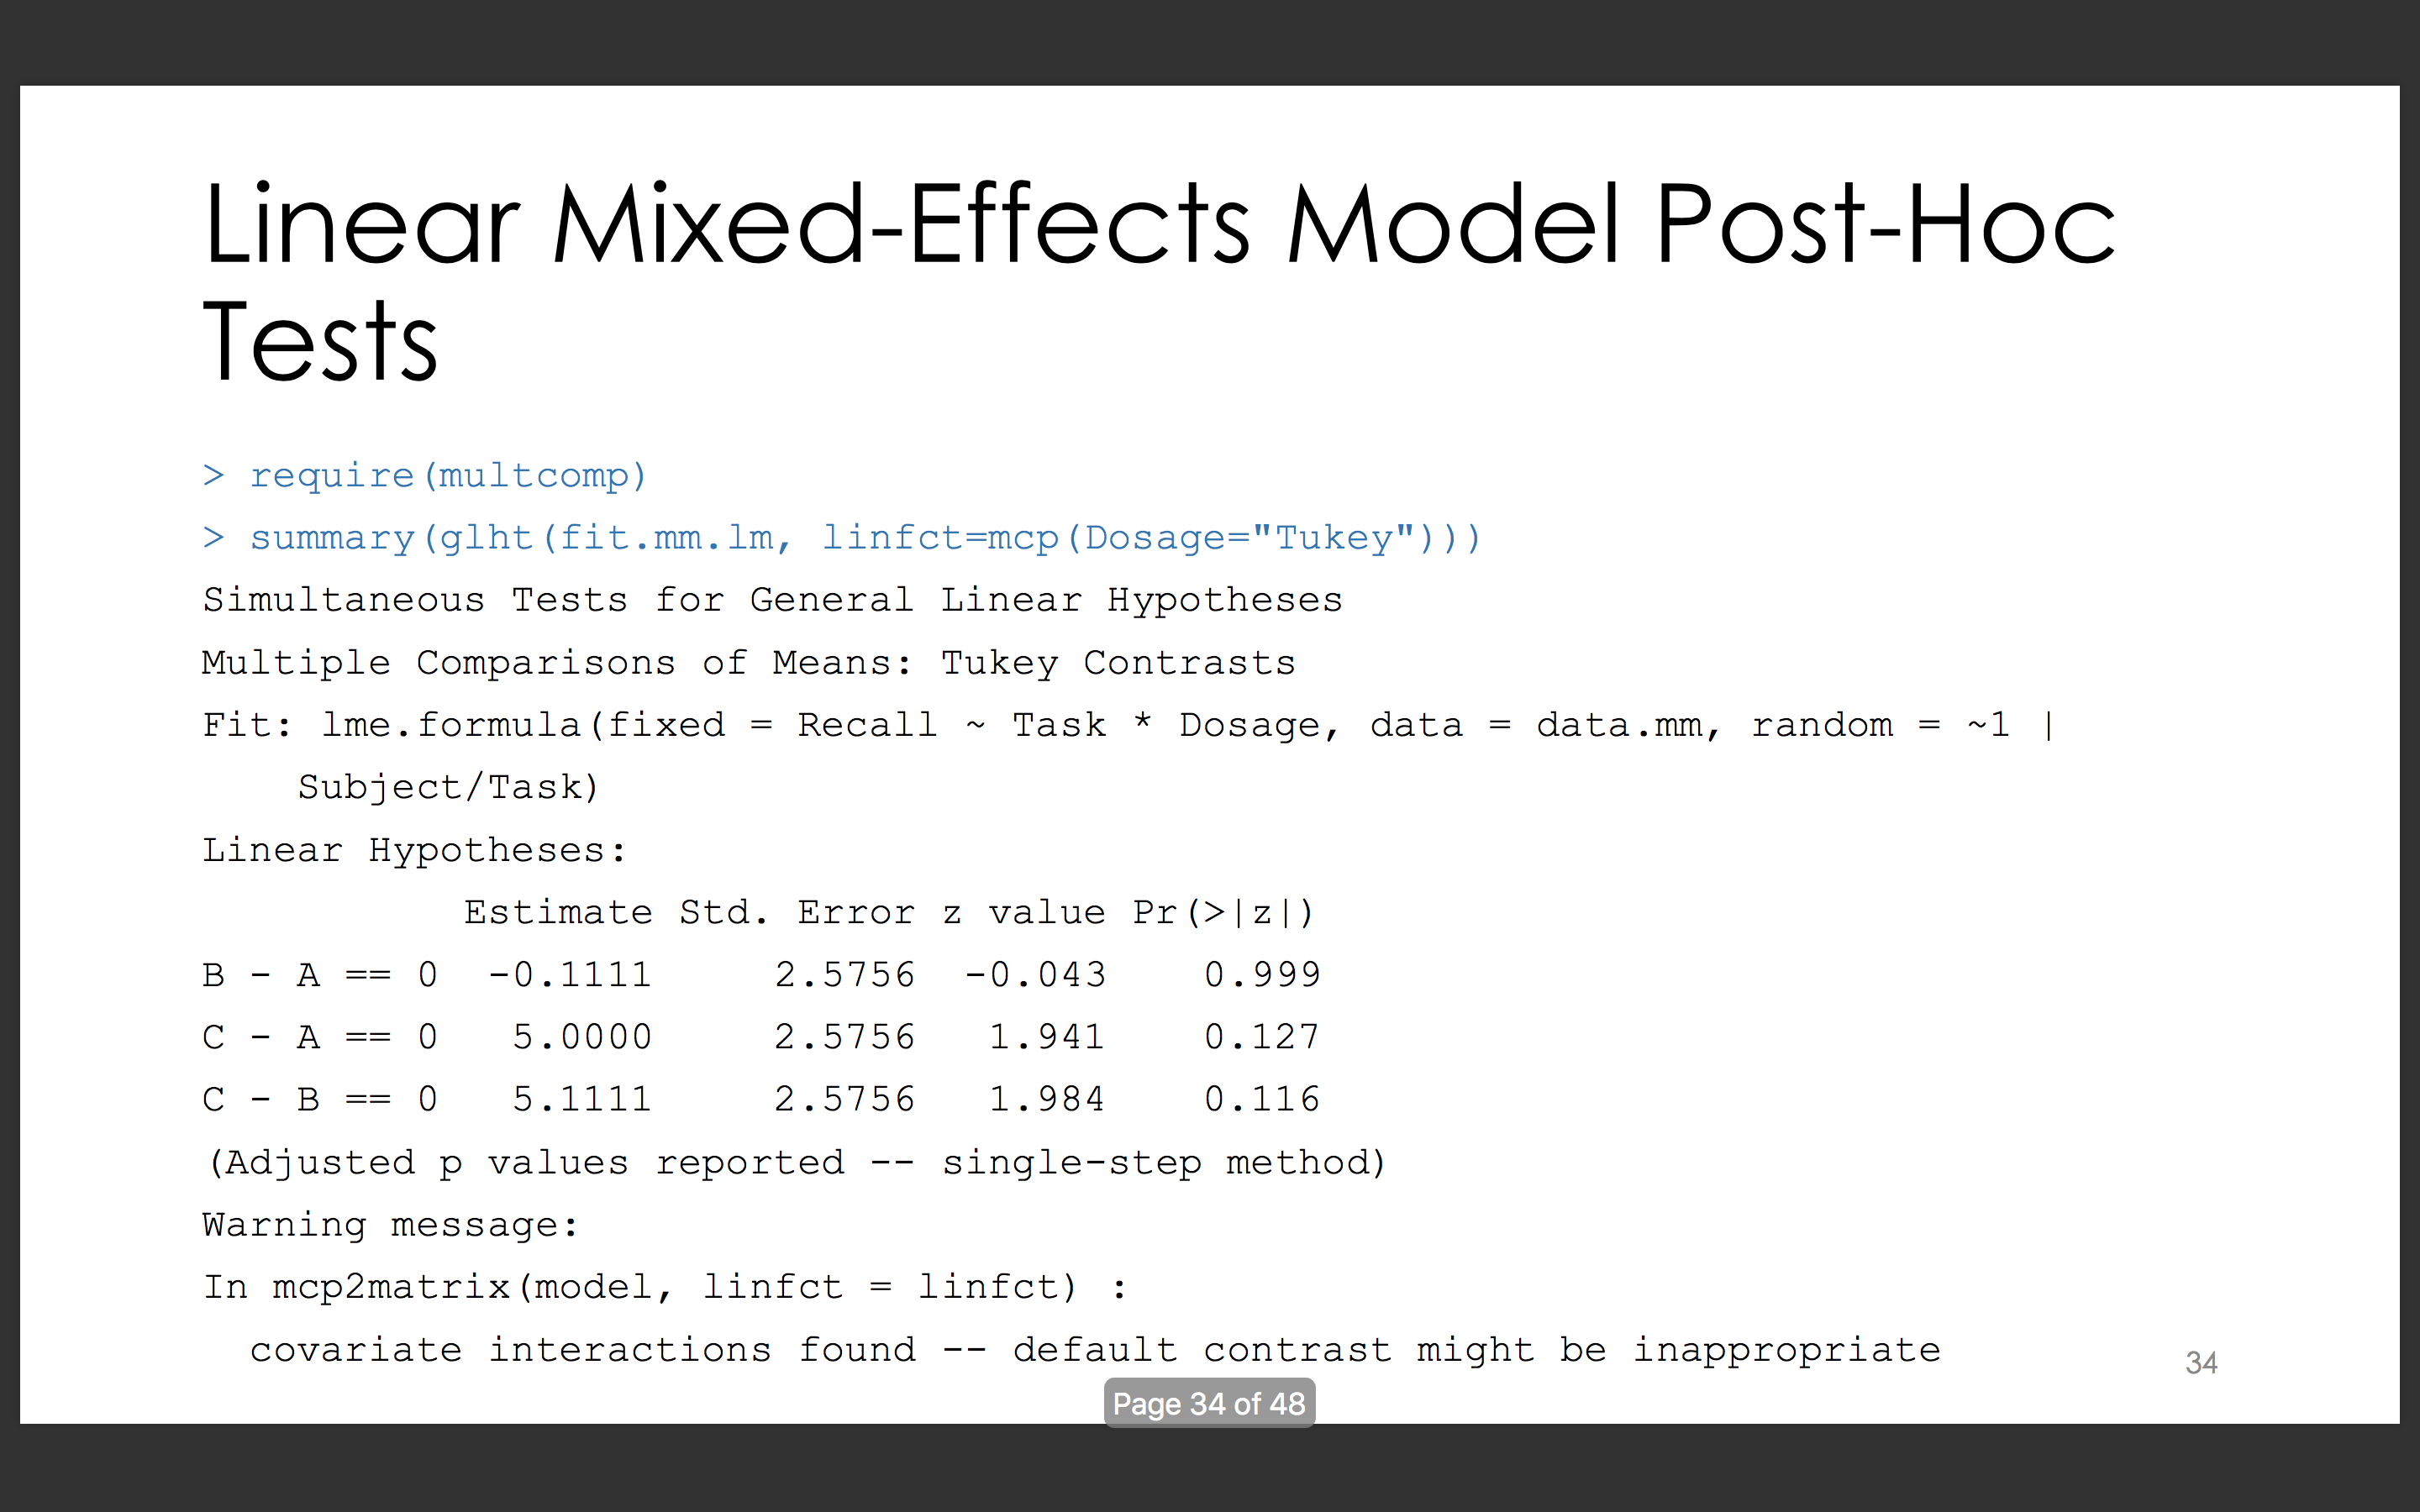 Linear Mixed-Effects Model Post-Hoc
Tests
> require(multcomp)
> summary(glht(fit.mm.lm, linfct=mcp(Dosage="Tukey")))
Simultaneous Tests for General Linear Hypotheses
Multiple Comparisons of Means: Tukey Contrasts
Fit: lme.formula(fixed = Recall ~ Task * Dosage, data = data.mm, random = ~1 |
Subject/Task)
Linear Hypotheses:
Estimate Std. Error z value Pr(>|z|)
B - A == 0 -0.1111 2.5756 -0.043 0.999
C - A == 0 5.0000 2.5756 1.941 0.127
C - B == 0 5.1111 2.5756 1.984 0.116
(Adjusted p values reported -- single-step method)
Warning message:
In mcp2matrix(model, linfct = linfct) :
covariate interactions found -- default contrast might be inappropriate
34
Page 34 of 48